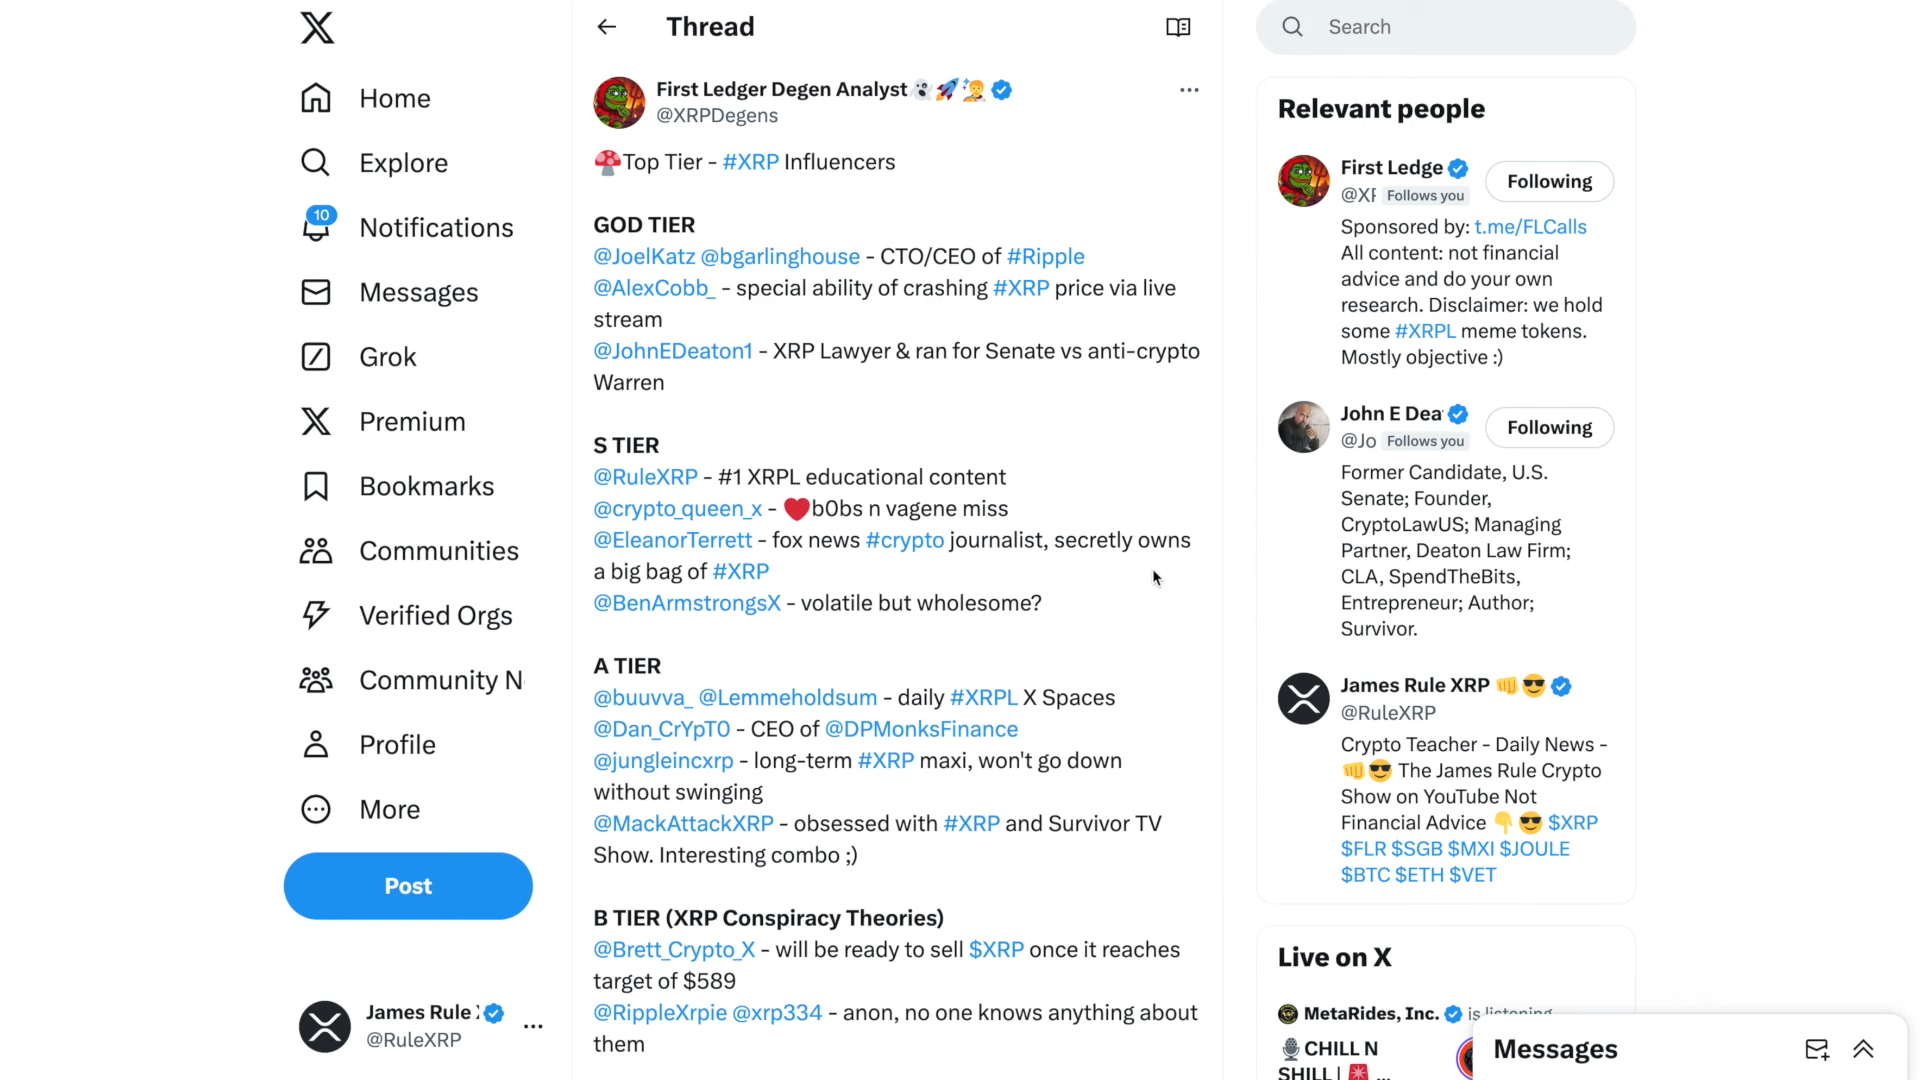 Home
Explore
10
Notifications
Messages
Grok
Premium
Bookmarks
Communities
Verified Orgs
Community N
Profile
More
Post
James Rule
@RuleXRP
Thread
First Ledger Degen Analyst👻🚀💁
@XRPDegens
🍄Top Tier - #XRP Influencers
GOD TIER
@JoelKatz @bgarlinghouse - CTO/CEO of #Ripple
@AlexCobb_ - special ability of crashing #XRP price via live
stream
@JohnEDeaton1 - XRP Lawyer & ran for Senate vs anti-crypto
Warren
S TIER
@RuleXRP - #1 XRPL educational content
@crypto_queen_x - ❤️b0bs n vagene miss
@EleanorTerrett - fox news #crypto journalist, secretly owns
a big bag of #XRP
@BenArmstrongsX - volatile but wholesome?
A TIER
@buuvva_ @Lemmeholdsum - daily #XRPL X Spaces
@Dan_CrYpT0 - CEO of @DPMonksFinance
@jungleincxrp - long-term #XRP maxi, won't go down
without swinging
@MackAttackXRP - obsessed with #XRP and Survivor TV
Show. Interesting combo ;)
B TIER (XRP Conspiracy Theories)
@Brett_Crypto_X - will be ready to sell $XRP once it reaches
target of $589
@RippleXrpie @xrp334 - anon, no one knows anything about
them
Search
Relevant people
First Ledge
Following
@XF Follows you
Sponsored by: t.me/FLCalls
All content: not financial
advice and do your own
research. Disclaimer: we hold
some #XRPL meme tokens.
Mostly objective :)
John E Dea
Following
@Jo Follows you
Former Candidate, U.S.
Senate; Founder,
CryptoLawUS; Managing
Partner, Deaton Law Firm;
CLA, SpendTheBits,
Entrepreneur; Author;
Survivor.
James Rule XRP 👊😎
@RuleXRP
Crypto Teacher - Daily News -
👊😎 The James Rule Crypto
Show on YouTube Not
Financial Advice 👇😎 $XRP
$FLR $SGB $MXI $JOULE
$BTC $ETH $VET
Live on X
MetaRides, Inc. is listening
🎙️CHILL N
SHILL | 🚨 ...
Messages